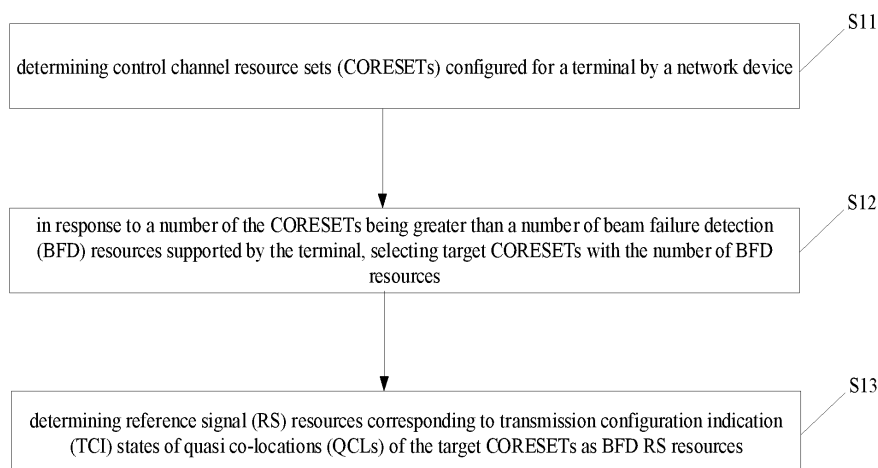 S11
determining control channel resource sets (CORESETs) configured for a terminal by a network device
S12
in response to a number of the CORESETs being greater than a number of beam failure detection
(BFD) resources supported by the terminal, selecting target CORESETs with the number of BFD
resources
S13
determining reference signal (RS) resources corresponding to transmission configuration indication
(TCI) states of quasi co-locations (QCLs) of the target CORESETs as BFD RS resources